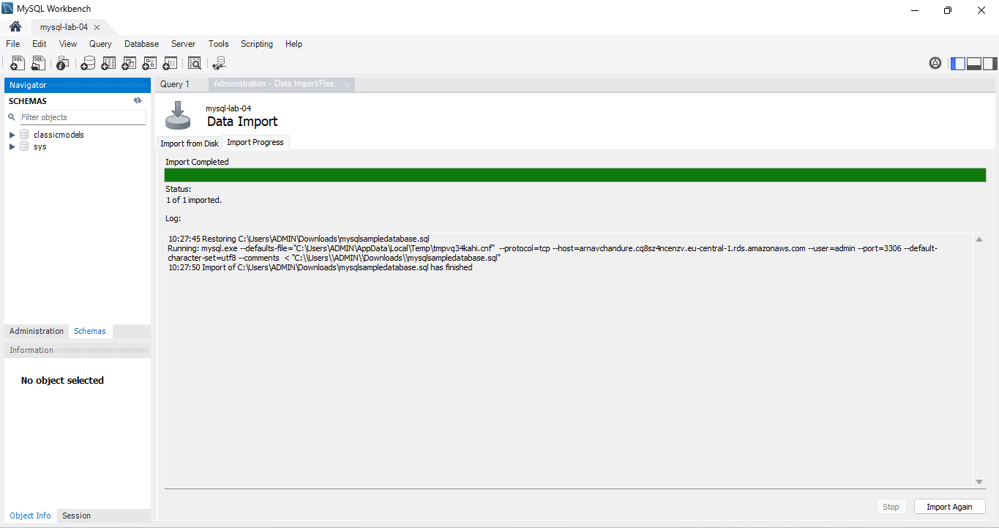 MySQL Workbench
mysql-lab-04
File Edit View Query Database Server Tools Scripting Help
Navigator
SCHEMAS
Filter objects
classicmodels
sys
Administration Schemas
Information
No object selected
Object Info Session
Query 1 Administration - Data Import/Res...
mysql-lab-04
Data Import
Import from Disk Import Progress
Import Completed
Status:
1 of 1 imported.
Log:
10:27:45 Restoring C:\Users\ADMIN\Downloads\mysqlsampledatabase.sql
Running: mysql.exe --defaults-file="C:\Users\ADMIN\AppData\Local\Temp\tmpvq34kahi.cnf" --protocol=tcp --host=arnavchandure.cq8sz4ncenzv.eu-central-1.rds.amazonaws.com --user=admin --port=3306 --default-
character-set=utf8 --comments < "C:\\Users\\ADMIN\\Downloads\\mysqlsampledatabase.sql"
10:27:50 Import of C:\Users\ADMIN\Downloads\mysqlsampledatabase.sql has finished
Stop Import Again